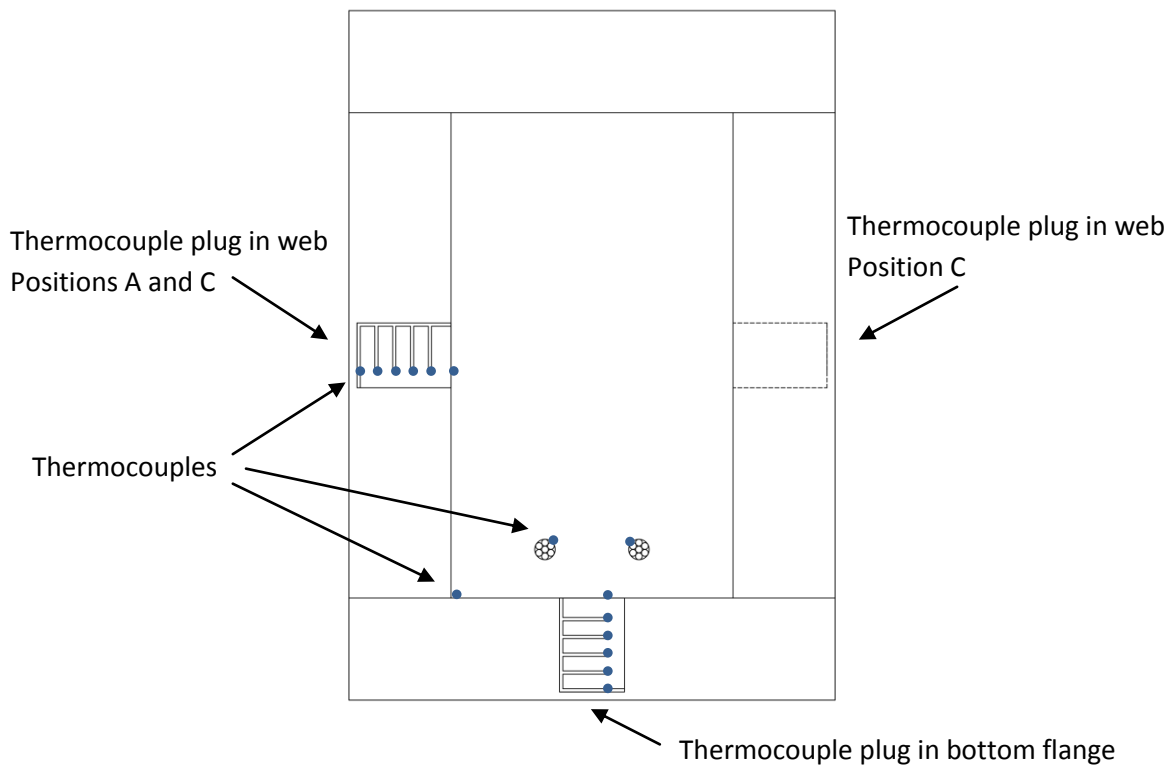 Thermocouple plug in web
Positions A and C
Thermocouple plug in web
Position C
Thermocouples
Thermocouple plug in bottom flange